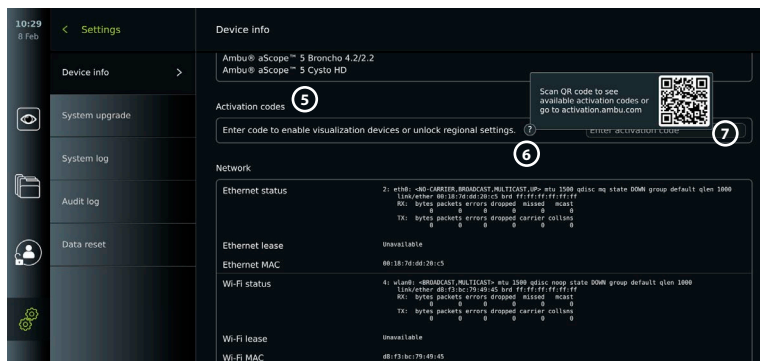 10:29
8 Feb
Settings
Device info
Device info
System upgrade
System log
Audit log
Data reset
Ambu® aScope™ 5 Broncho 4.2/2.2
Ambu® aScope™ 5 Cysto HD
Activation codes
5
Scan QR code to see
available activation codes or
go to activation.ambu.com
Enter code to enable visualization devices or unlock regional settings.
?
Enter activation code
7
6
Network
Ethernet status
2: eth0: <NO-CARRIER,BROADCAST,MULTICAST,UP> mtu 1500 qdisc mq state DOWN group default qlen 1000
link/ether 00:18:7d:dd:20:c5 brd ff:ff:ff:ff:ff:ff
RX: bytes packets errors dropped missed mcast
0 0 0 0 0 0
TX: bytes packets errors dropped carrier collsns
0 0 0 0 0 0
Ethernet lease
Unavailable
Ethernet MAC
00:18:7d:dd:20:c5
Wi-Fi status
4: wlan0: <BROADCAST,MULTICAST> mtu 1500 qdisc noop state DOWN group default qlen 1000
link/ether d8:f3:bc:79:49:45 brd ff:ff:ff:ff:ff:ff
RX: bytes packets errors dropped missed mcast
0 0 0 0 0 0
TX: bytes packets errors dropped carrier collsns
0 0 0 0 0 0
Wi-Fi lease
Unavailable
Wi-Fi MAC
d8:f3:bc:79:49:45